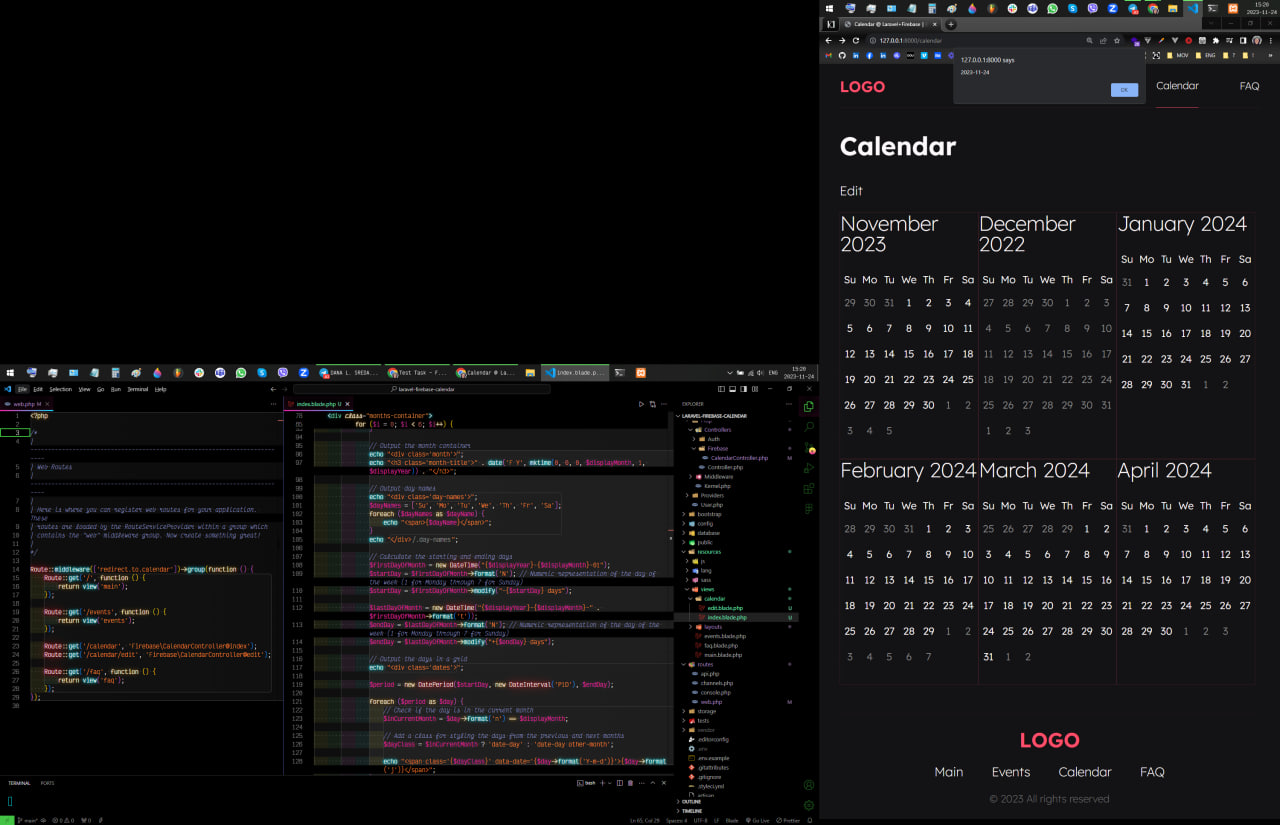 15:20
2023-11-24
Calendar @ Laravel+Firebase |
127.0.0.1:8000/calendar
MOV
ENG
127.0.0.1:8000 says
2023-11-24
OK
LOGO
Calendar
FAQ
Calendar
Edit
November 2023
Su Mo Tu We Th Fr Sa
29 30 31 1 2 3 4
5 6 7 8 9 10 11
12 13 14 15 16 17 18
19 20 21 22 23 24 25
26 27 28 29 30 1 2
3 4 5
December 2022
Su Mo Tu We Th Fr Sa
27 28 29 30 1 2 3
4 5 6 7 8 9 10
11 12 13 14 15 16 17
18 19 20 21 22 23 24
25 26 27 28 29 30 31
1 2 3
January 2024
Su Mo Tu We Th Fr Sa
31 1 2 3 4 5 6
7 8 9 10 11 12 13
14 15 16 17 18 19 20
21 22 23 24 25 26 27
28 29 30 31 1 2
February 2024
Su Mo Tu We Th Fr Sa
28 29 30 31 1 2 3
4 5 6 7 8 9 10
11 12 13 14 15 16 17
18 19 20 21 22 23 24
25 26 27 28 29 1 2
3 4 5 6 7
March 2024
Su Mo Tu We Th Fr Sa
25 26 27 28 29 1 2
3 4 5 6 7 8 9
10 11 12 13 14 15 16
17 18 19 20 21 22 23
24 25 26 27 28 29 30
31 1 2
April 2024
Su Mo Tu We Th Fr Sa
31 1 2 3 4 5 6
7 8 9 10 11 12 13
14 15 16 17 18 19 20
21 22 23 24 25 26 27
28 29 30 1 2 3
LOGO
Main Events Calendar FAQ
© 2023 All rights reserved
Test Task - F...
Calendar @ La...
index.blade.p...
ENG
15:20
2023-11-24
File Edit Selection View Go Run Terminal Help
laravel-firebase-calendar
web.php M
<?php
/*
| Web Routes
| Here is where you can register web routes for your application. These
| routes are loaded by the RouteServiceProvider within a group which
| contains the "web" middleware group. Now create something great!
*/
Route::middleware(['redirect.to.calendar'])->group(function () {
Route::get('/', function () {
return view('main');
});
Route::get('/events', function () {
return view('events');
});
Route::get('/calendar', 'Firebase\CalendarController@index');
Route::get('/calendar/edit', 'Firebase\CalendarController@edit');
Route::get('/faq', function () {
return view('faq');
});
});
index.blade.php U
<div class="months-container">
for ($i = 0; $i < 6; $i++) {
// Output the month container
echo "<div class='month'>";
echo "<h3 class='month-title'>" . date('F Y', mktime(0, 0, 0, $displayMonth, 1,
$displayYear)) . "</h3>";
// Output day names
echo "<div class='day-names'>";
$dayNames = ['Su', 'Mo', 'Tu', 'We', 'Th', 'Fr', 'Sa'];
foreach ($dayNames as $dayName) {
echo "<span>{$dayName}</span>";
}
echo "</div>/.day-names";
// Calculate the starting and ending days
$firstDayOfMonth = new DateTime("{$displayYear}-{$displayMonth}-01");
$startDay = $firstDayOfMonth->format('N'); // Numeric representation of the day of
the week (1 for Monday through 7 for Sunday)
$startDay = $firstDayOfMonth->modify("-{$startDay} days");
$lastDayOfMonth = new DateTime("{$displayYear}-{$displayMonth}-" .
$firstDayOfMonth->format('t'));
$endDay = $lastDayOfMonth->format('N'); // Numeric representation of the day of the
week (1 for Monday through 7 for Sunday)
$endDay = $lastDayOfMonth->modify("+{$endDay} days");
// Output the days in a grid
echo "<div class='dates'>";
$period = new DatePeriod($startDay, new DateInterval('P1D'), $endDay);
foreach ($period as $day) {
// Check if the day is in the current month
$inCurrentMonth = $day->format('n') == $displayMonth;
// Add a class for styling the days from the previous and next months
$dayClass = $inCurrentMonth ? 'date-day' : 'date-day other-month';
echo "<span class='{$dayClass}' data-date='{$day->format('Y-m-d')}'>{$day->format
('j')}</span>";
EXPLORER
LARAVEL-FIREBASE-CALENDAR
Controllers
Auth
Firebase
CalendarController.php M
Controller.php
Middleware
Kernel.php
Providers
User.php
bootstrap
config
database
public
resources
js
lang
sass
views
calendar
edit.blade.php U
index.blade.php U
layouts
events.blade.php
faq.blade.php
main.blade.php
routes
api.php
channels.php
console.php
web.php M
storage
tests
vendor
.editorconfig
.env
.env.example
.gitattributes
.gitignore
.styleci.yml
artisan
OUTLINE
TIMELINE
TERMINAL PORTS
bash
main*
Ln 65, Col 29 Spaces: 4 UTF-8 LF Blade Go Live Prettier